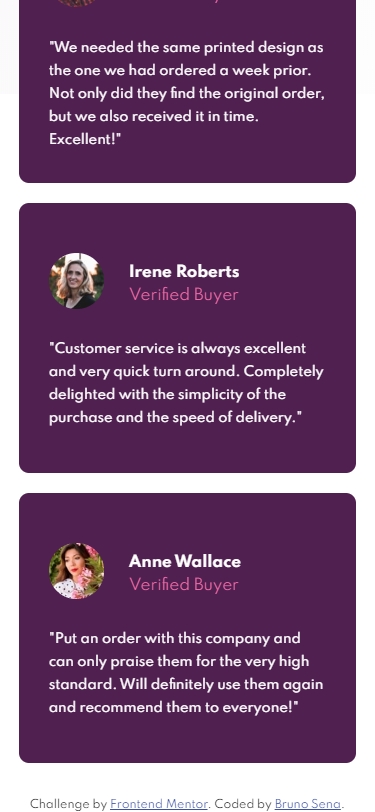 "We needed the same printed design as
the one we had ordered a week prior.
Not only did they find the original order,
but we also received it in time.
Excellent!"
Irene Roberts
Verified Buyer
"Customer service is always excellent
and very quick turn around. Completely
delighted with the simplicity of the
purchase and the speed of delivery."
Anne Wallace
Verified Buyer
"Put an order with this company and
can only praise them for the very high
standard. Will definitely use them again
and recommend them to everyone!"
Challenge by Frontend Mentor. Coded by Bruno Sena.